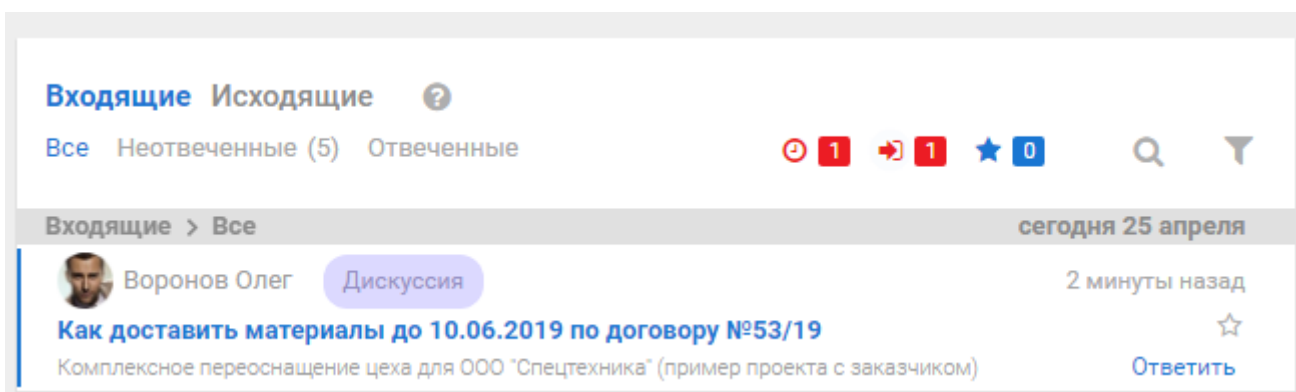 Входящие Исходящие ?
Все Неотвеченные (5) Отвеченные 1 1 0
Входящие > Все сегодня 25 апреля
Воронов Олег Дискуссия 2 минуты назад
Как доставить материалы до 10.06.2019 по договору №53/19
Комплексное переоснащение цеха для ООО "Спецтехника" (пример проекта с заказчиком) Ответить